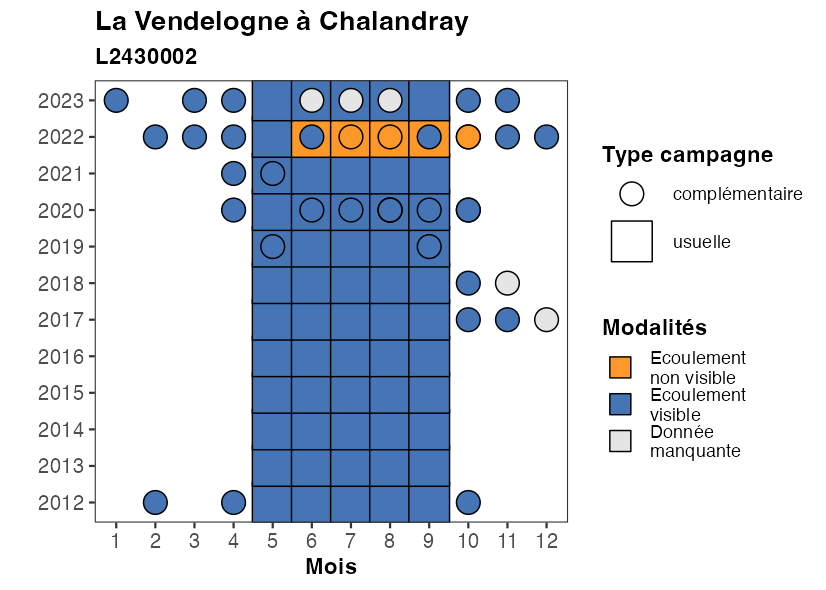 La Vendelogne à Chalandray
L2430002
2023
2022
2021
2020
2019
2018
2017
2016
2015
2014
2013
2012
1 2 3 4 5 6 7 8 9 10 11 12
Mois
Type campagne
complémentaire
usuelle
Modalités
Ecoulement
non visible
Ecoulement
visible
Donnée
manquante